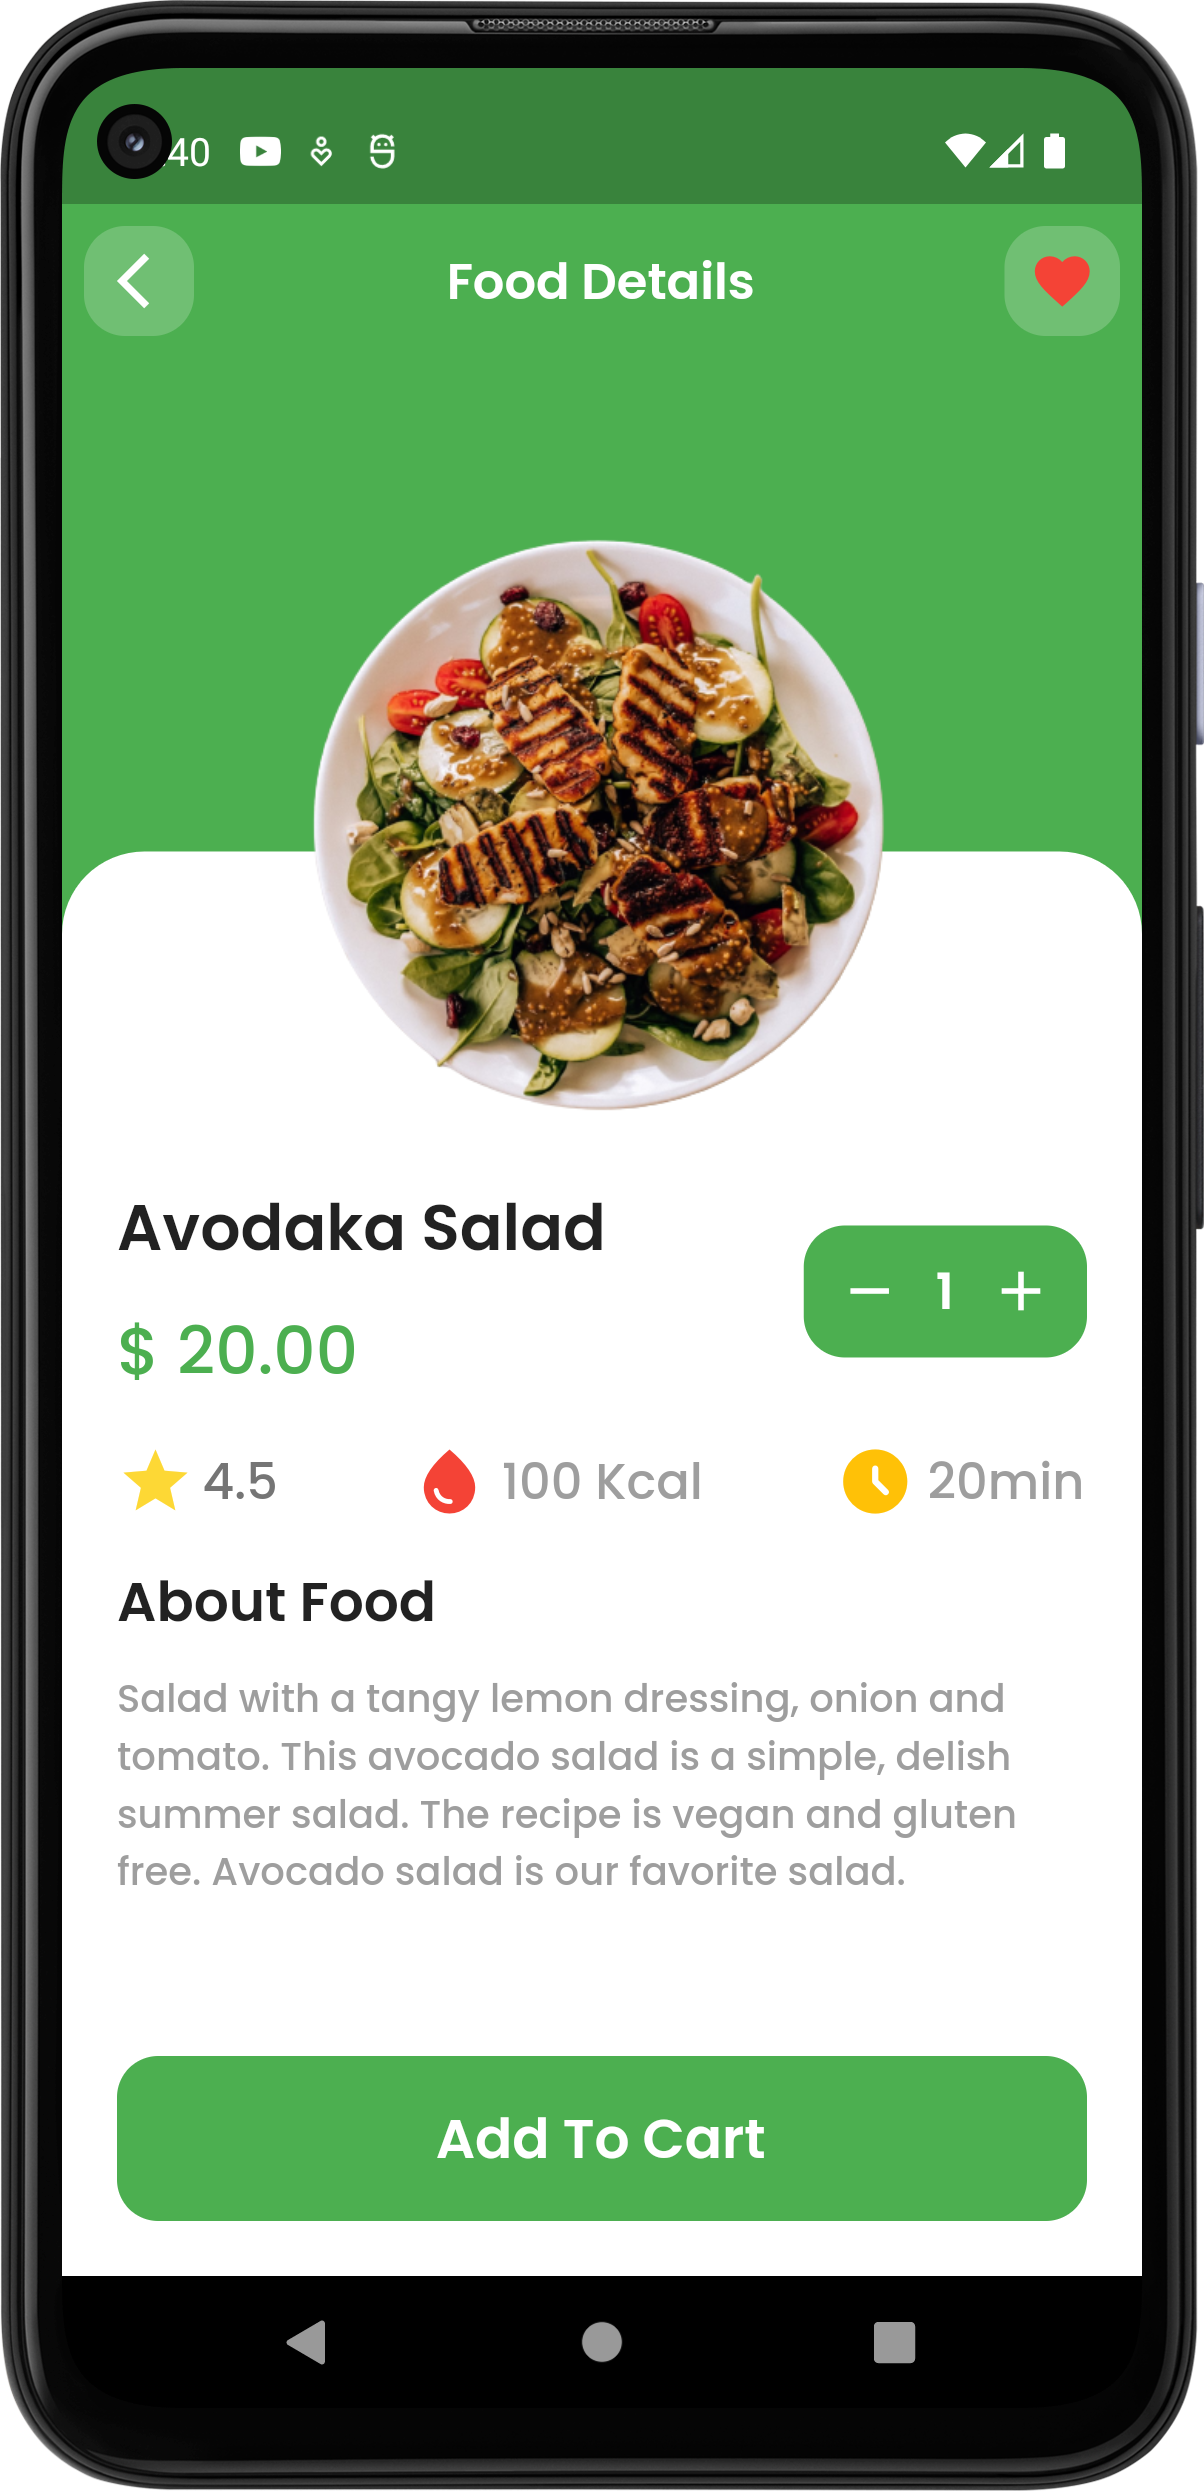 40
Food Details
Avodaka Salad
$ 20.00
1
4.5
100 Kcal
20min
About Food
Salad with a tangy lemon dressing, onion and
tomato. This avocado salad is a simple, delish
summer salad. The recipe is vegan and gluten
free. Avocado salad is our favorite salad.
Add To Cart